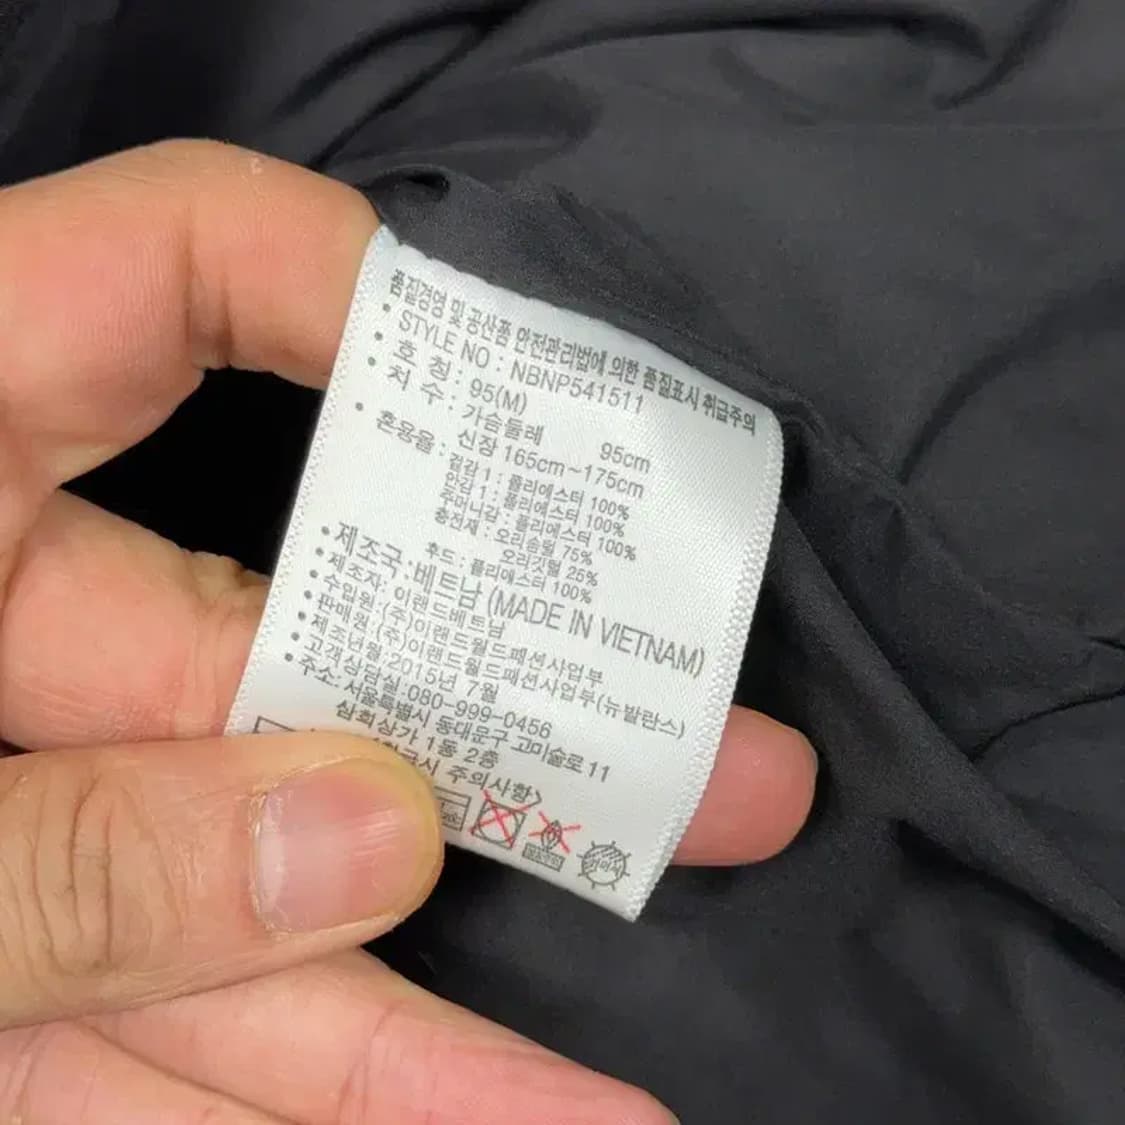 품질경영 및 공산품 안전관리법에 의한 품질표시 취급주의
• STYLE NO : NBNP541511
• 호 칭 : 95(M)
• 치 수 : 가슴둘레 95cm
신장 165cm~175cm
• 혼용율 : 겉감1 : 폴리에스터 100%
안감1 : 폴리에스터 100%
주머니감 : 폴리에스터 100%
충전재 : 오리솜털 75%
오리깃털 25%
후드 : 폴리에스터 100%
• 제조국 : 베트남 (MADE IN VIETNAM)
• 제조자 : 이랜드베트남
• 수입원 : (주)이랜드월드패션사업부
• 판매원 : (주)이랜드월드패션사업부(뉴발란스)
• 제조년월 : 2015년 7월
• 고객상담실 : 080-999-0456
• 주소 : 서울특별시 동대문구 고미술로 11
삼희상가 1동 2층
취급시 주의사항>